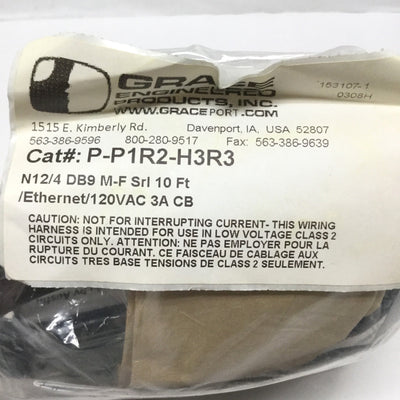 GRACE
ENGINEERED
PRODUCTS, INC.
WWW.GRACEPORT.COM
153107-1
0308H
1515 E. Kimberly Rd. Davenport, IA, USA 52807
563-386-9596 800-280-9517 Fax: 563-386-9639
Cat#: P-P1R2-H3R3
N12/4 DB9 M-F Srl 10 Ft
/Ethernet/120VAC 3A CB
CAUTION: NOT FOR INTERRUPTING CURRENT- THIS WIRING
HARNESS IS INTENDED FOR USE IN LOW VOLTAGE CLASS 2
CIRCUITS ONLY. ATTENTION: NE PAS EMPLOYER POUR LA
RUPTURE DU COURANT. CE FAISCEAU DE CABLAGE AUX
CIRCUITS TRES BASE TENSIONS DE CLASS 2 SEULEMENT.